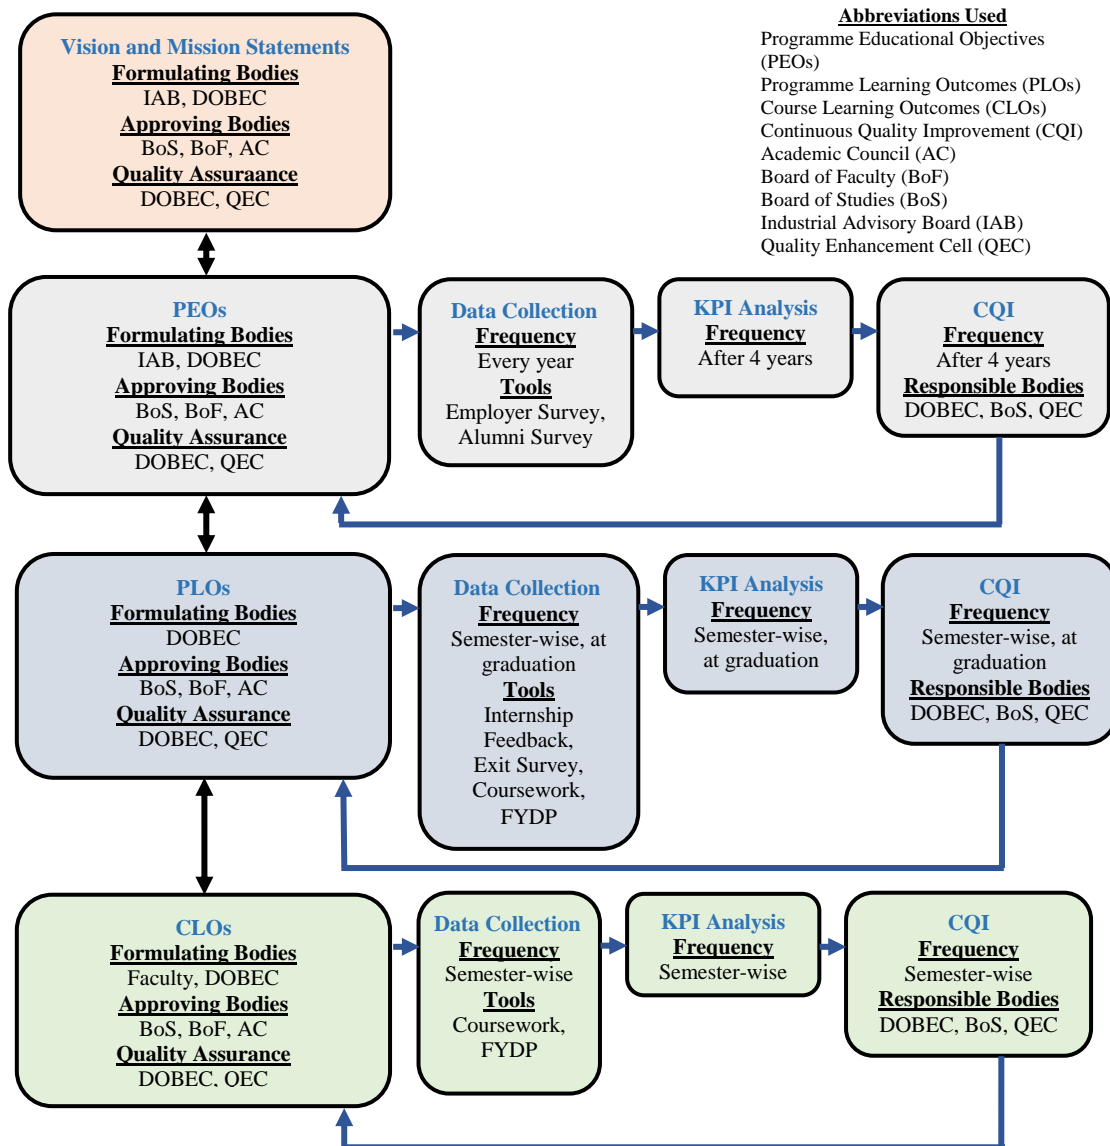 Vision and Mission Statements
Formulating Bodies
IAB, DOBEC
Approving Bodies
BoS, BoF, AC
Quality Assuraance
DOBEC, QEC
Abbreviations Used
Programme Educational Objectives
(PEOs)
Programme Learning Outcomes (PLOs)
Course Learning Outcomes (CLOs)
Continuous Quality Improvement (CQI)
Academic Council (AC)
Board of Faculty (BoF)
Board of Studies (BoS)
Industrial Advisory Board (IAB)
Quality Enhancement Cell (QEC)
PEOs
Formulating Bodies
IAB, DOBEC
Approving Bodies
BoS, BoF, AC
Quality Assurance
DOBEC, QEC
Data Collection
Frequency
Every year
Tools
Employer Survey,
Alumni Survey
KPI Analysis
Frequency
After 4 years
CQI
Frequency
After 4 years
Responsible Bodies
DOBEC, BoS, QEC
PLOs
Formulating Bodies
DOBEC
Approving Bodies
BoS, BoF, AC
Quality Assurance
DOBEC, QEC
Data Collection
Frequency
Semester-wise, at
graduation
Tools
Internship
Feedback,
Exit Survey,
Coursework,
FYDP
KPI Analysis
Frequency
Semester-wise,
at graduation
CQI
Frequency
Semester-wise, at
graduation
Responsible Bodies
DOBEC, BoS, QEC
CLOs
Formulating Bodies
Faculty, DOBEC
Approving Bodies
BoS, BoF, AC
Quality Assurance
DOBEC, QEC
Data Collection
Frequency
Semester-wise
Tools
Coursework,
FYDP
KPI Analysis
Frequency
Semester-wise
CQI
Frequency
Semester-wise
Responsible Bodies
DOBEC, BoS, QEC